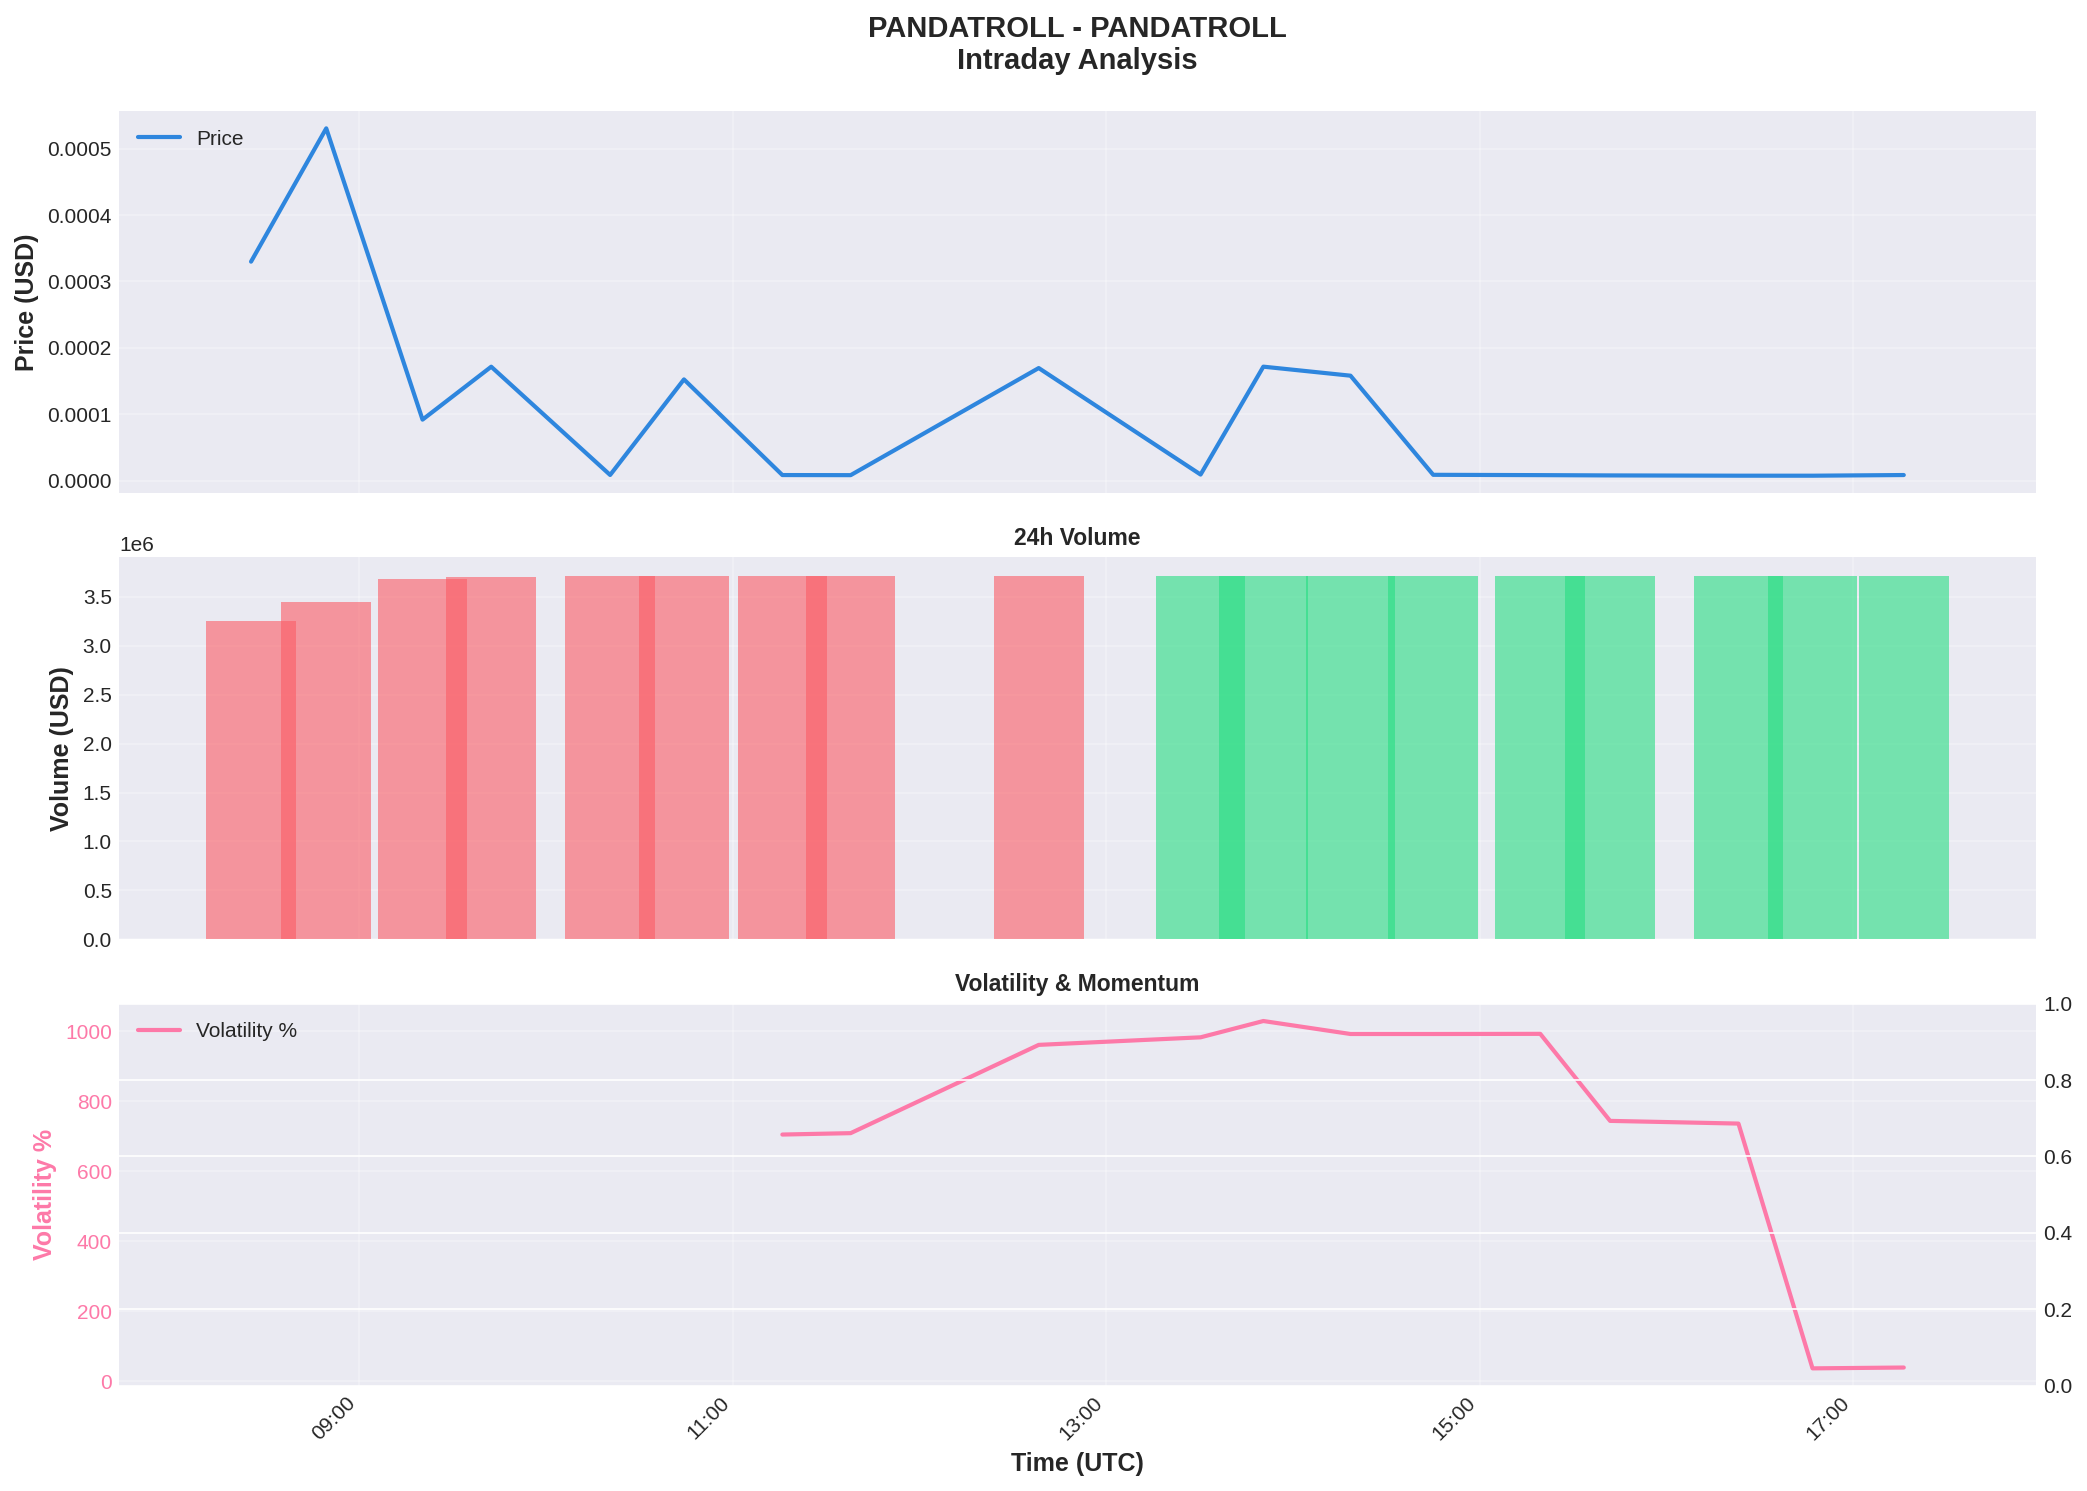 PANDATROLL - PANDATROLL
Intraday Analysis
Price
Price (USD)
0.0005
0.0004
0.0003
0.0002
0.0001
0.0000
24h Volume
1e6
Volume (USD)
3.5
3.0
2.5
2.0
1.5
1.0
0.5
0.0
Volatility & Momentum
Volatility %
Volatility %
1000
800
600
400
200
0
1.0
0.8
0.6
0.4
0.2
0.0
09:00
11:00
13:00
15:00
17:00
Time (UTC)